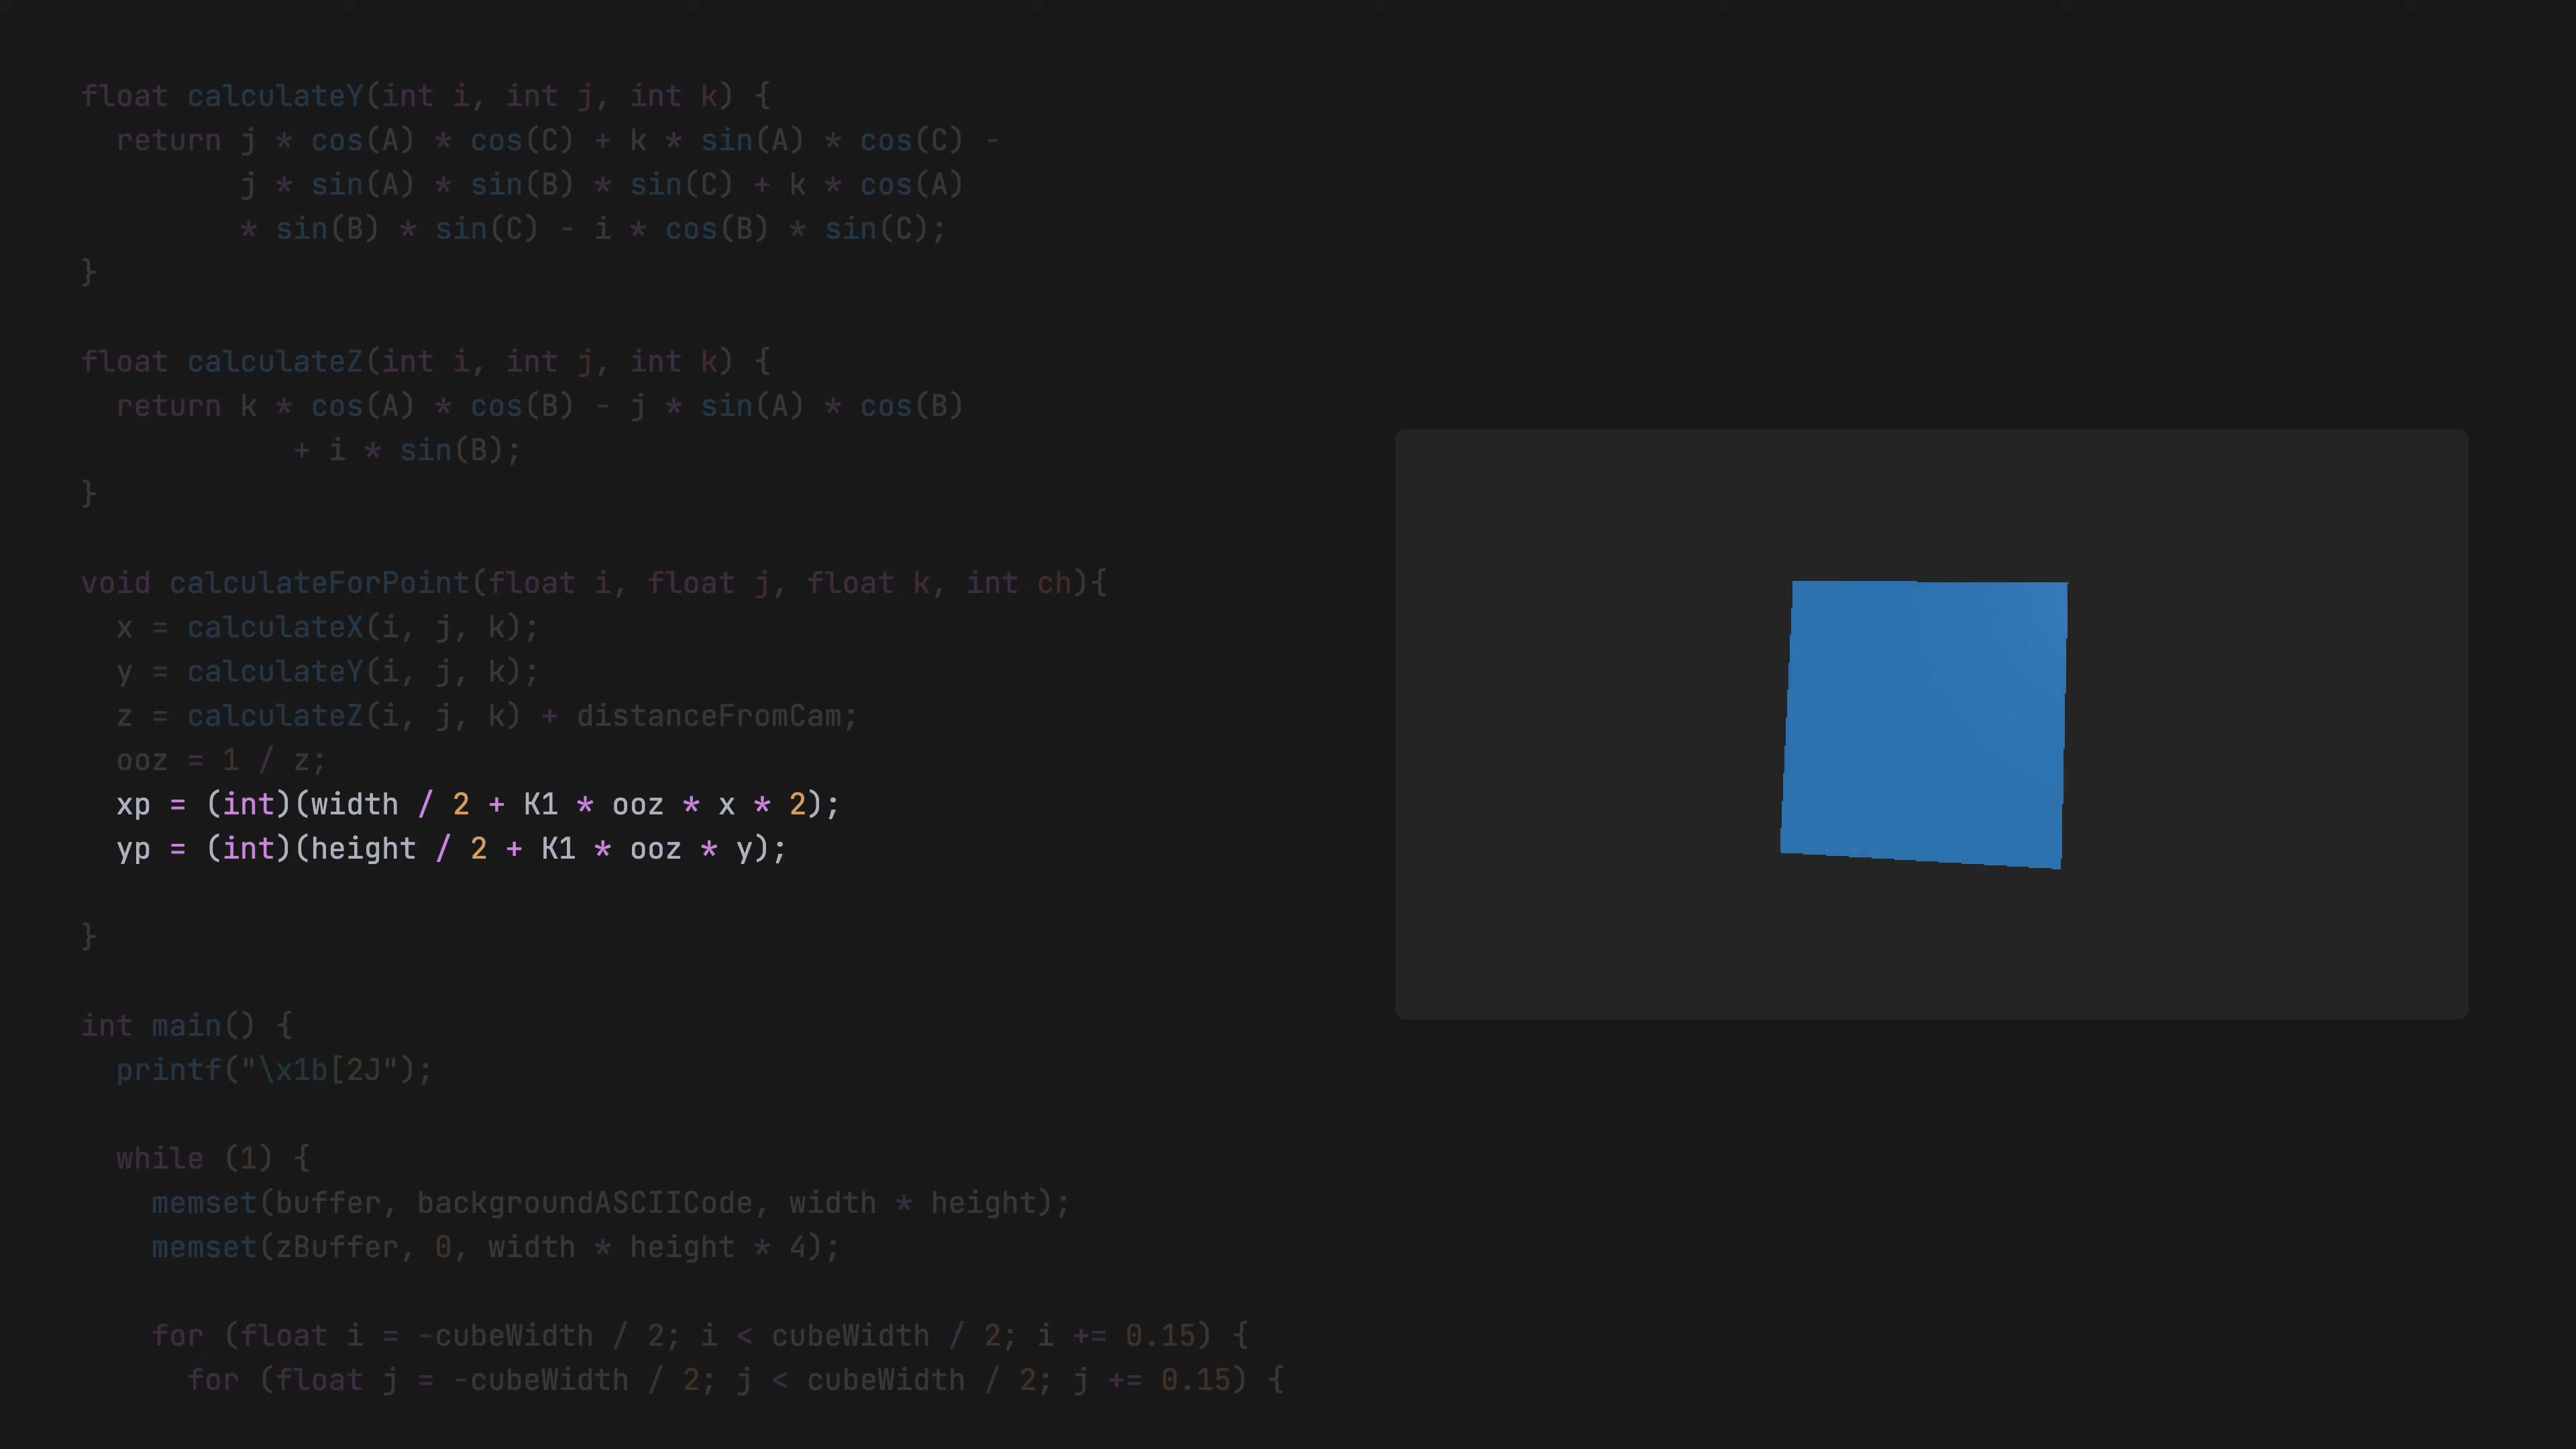 float calculateY(int i, int j, int k) {
return j * cos(A) * cos(C) + k * sin(A) * cos(C) -
j * sin(A) * sin(B) * sin(C) + k * cos(A)
* sin(B) * sin(C) - i * cos(B) * sin(C);
}
float calculateZ(int i, int j, int k) {
return k * cos(A) * cos(B) - j * sin(A) * cos(B)
+ i * sin(B);
}
void calculateForPoint(float i, float j, float k, int ch){
x = calculateX(i, j, k);
y = calculateY(i, j, k);
z = calculateZ(i, j, k) + distanceFromCam;
ooz = 1 / z;
xp = (int)(width / 2 + K1 * ooz * x * 2);
yp = (int)(height / 2 + K1 * ooz * y);
}
int main() {
printf("\x1b[2J");
while (1) {
memset(buffer, backgroundASCIICode, width * height);
memset(zBuffer, 0, width * height * 4);
for (float i = -cubeWidth / 2; i < cubeWidth / 2; i += 0.15) {
for (float j = -cubeWidth / 2; j < cubeWidth / 2; j += 0.15) {